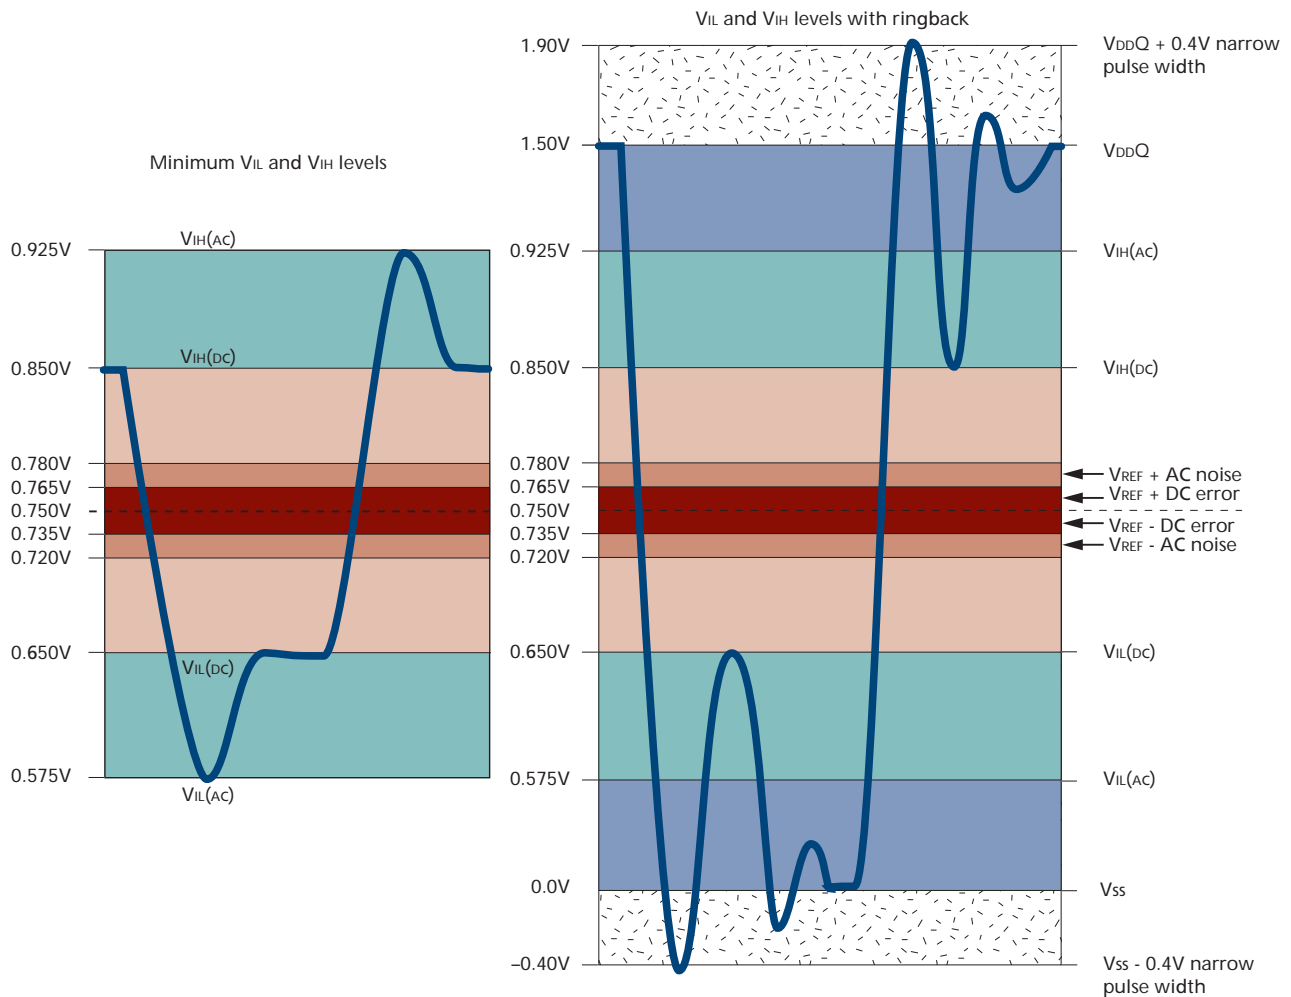 VIL and VIH levels with ringback
1.90V
VDDQ + 0.4V narrow
pulse width
1.50V
VDDQ
Minimum VIL and VIH levels
0.925V
VIH(AC)
0.925V
VIH(AC)
0.850V
VIH(DC)
0.850V
VIH(DC)
0.780V
0.780V
0.765V
0.765V
0.750V
0.750V
0.735V
0.735V
0.720V
0.720V
VREF + AC noise
VREF + DC error
VREF - DC error
VREF - AC noise
0.650V
VIL(DC)
0.650V
VIL(DC)
0.575V
VIL(AC)
0.575V
VIL(AC)
0.0V
VSS
−0.40V
VSS - 0.4V narrow
pulse width